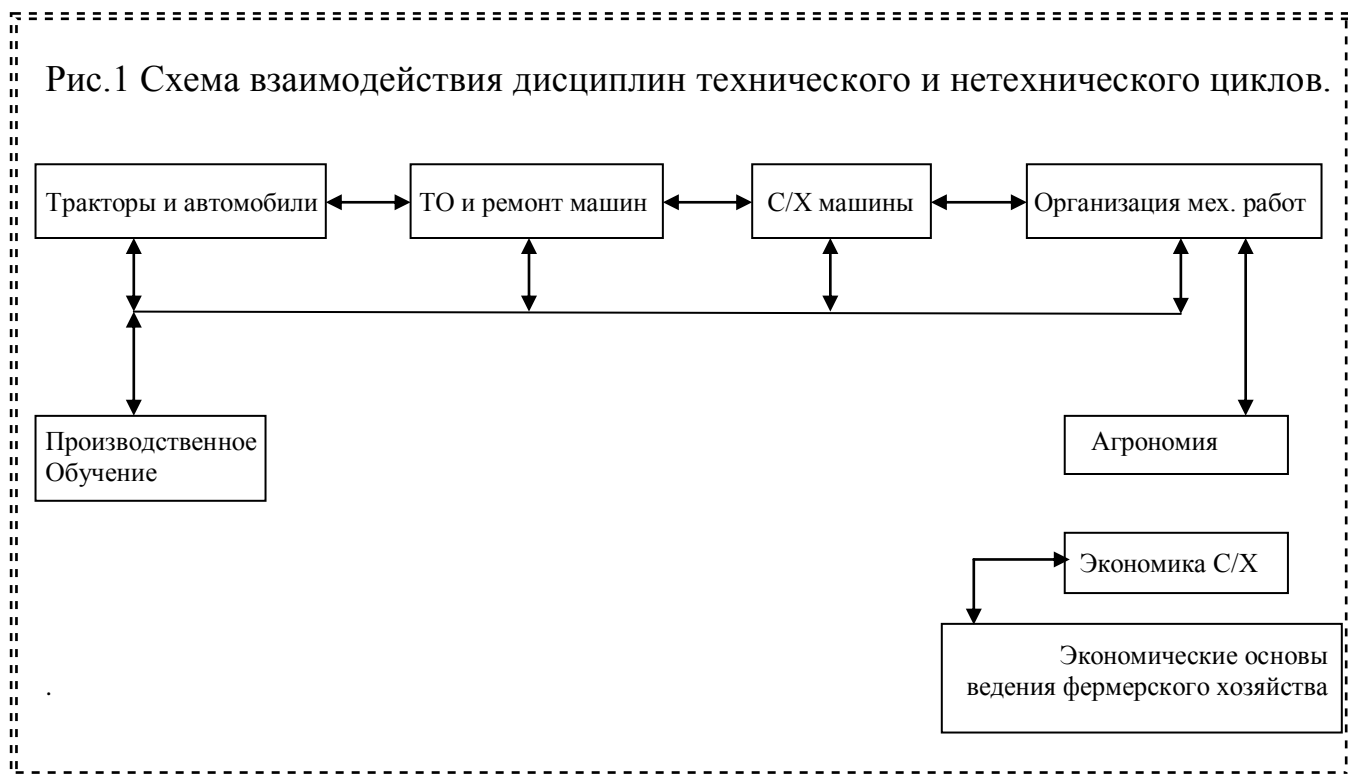 Рис.1 Схема взаимодействия дисциплин технического и нетехнического циклов.
Тракторы и автомобили
ТО и ремонт машин
С/Х машины
Организация мех. работ
Производственное
Обучение
Агрономия
Экономика С/Х
Экономические основы
ведения фермерского хозяйства
.